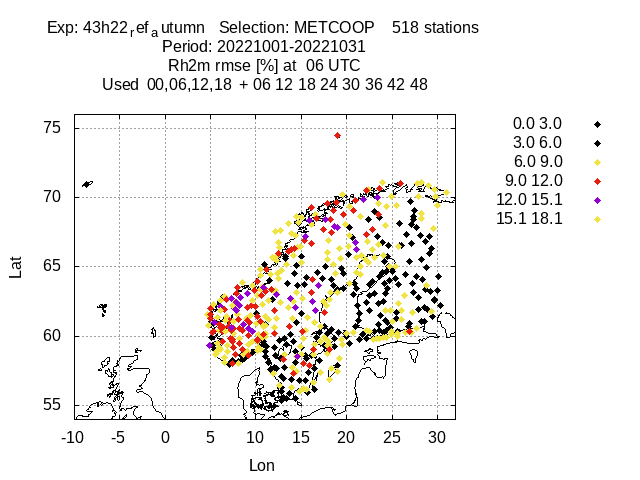 Exp: 43h22refautumn   Selection: METCOOP    518 stations
Period: 20221001-20221031
Rh2m rmse [%] at  06 UTC
Used  00,06,12,18  + 06 12 18 24 30 36 42 48
0.0 3.0
3.0 6.0
6.0 9.0
9.0 12.0
12.0 15.1
15.1 18.1
75
70
65
60
55
Lat
-10 -5 0 5 10 15 20 25 30
Lon